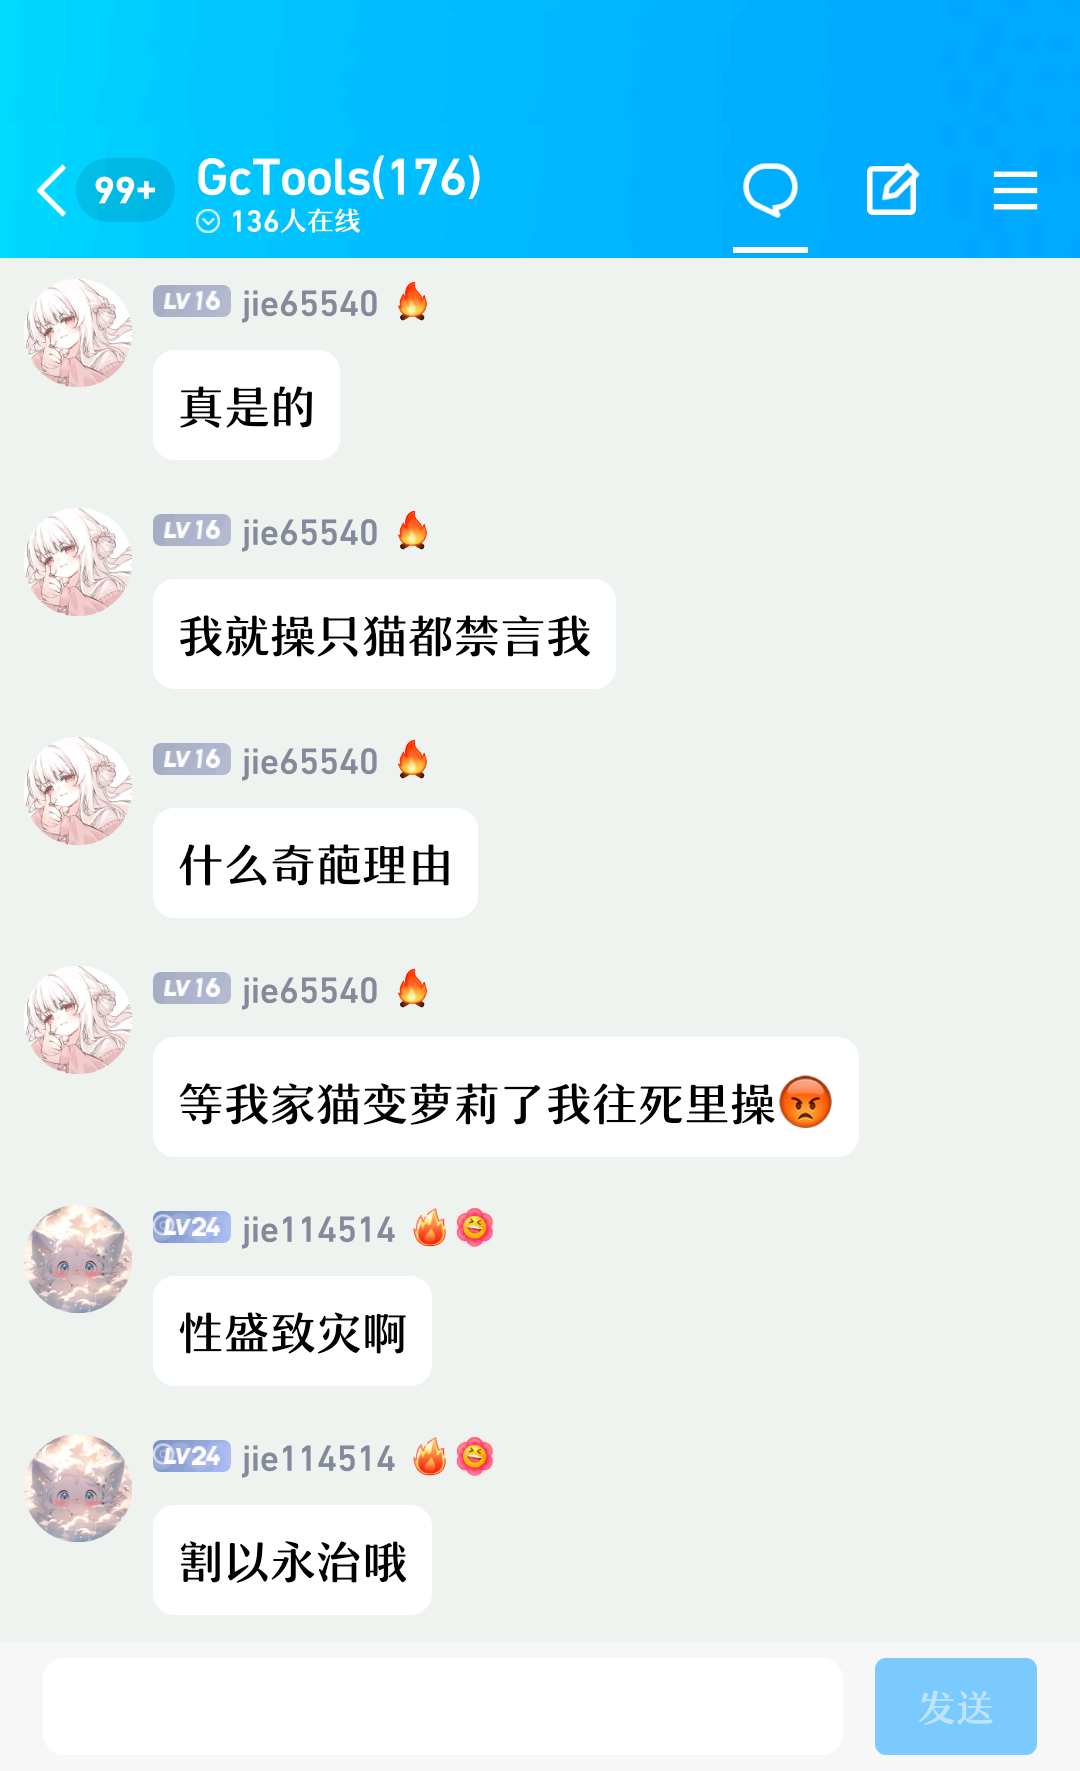 99+
GcTools(176)
136人在线
LV16 jie65540
真是的
LV16 jie65540
我就操只猫都禁言我
LV16 jie65540
什么奇葩理由
LV16 jie65540
等我家猫变萝莉了我往死里操😡
LV24 jie114514
性盛致灾啊
LV24 jie114514
割以永治哦
发送